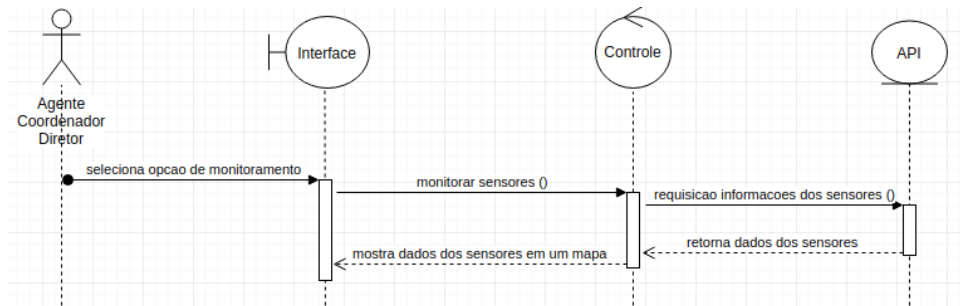 Interface
Controle
API
Agente
Coordenador
Diretor
seleciona opcao de monitoramento
monitorar sensores ()
requisicao informacoes dos sensores ()
retorna dados dos sensores
mostra dados dos sensores em um mapa